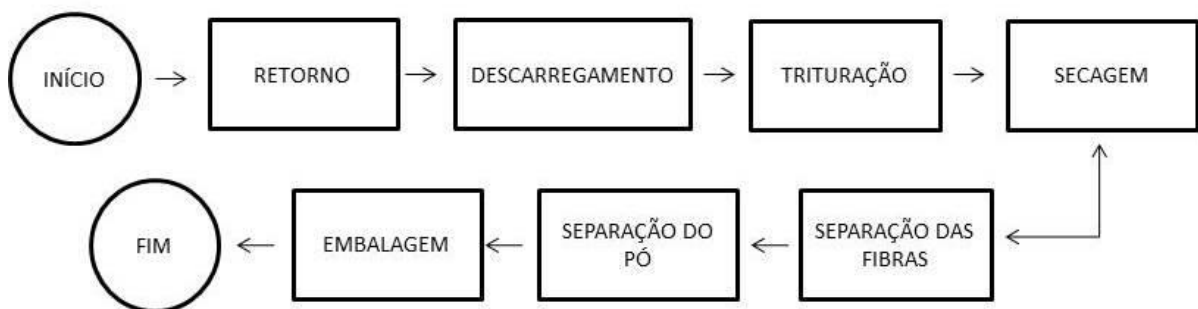 INÍCIO
RETORNO
DESCARREGAMENTO
TRITURAÇÃO
SECAGEM
SEPARAÇÃO DAS
FIBRAS
SEPARAÇÃO DO
PÓ
EMBALAGEM
FIM